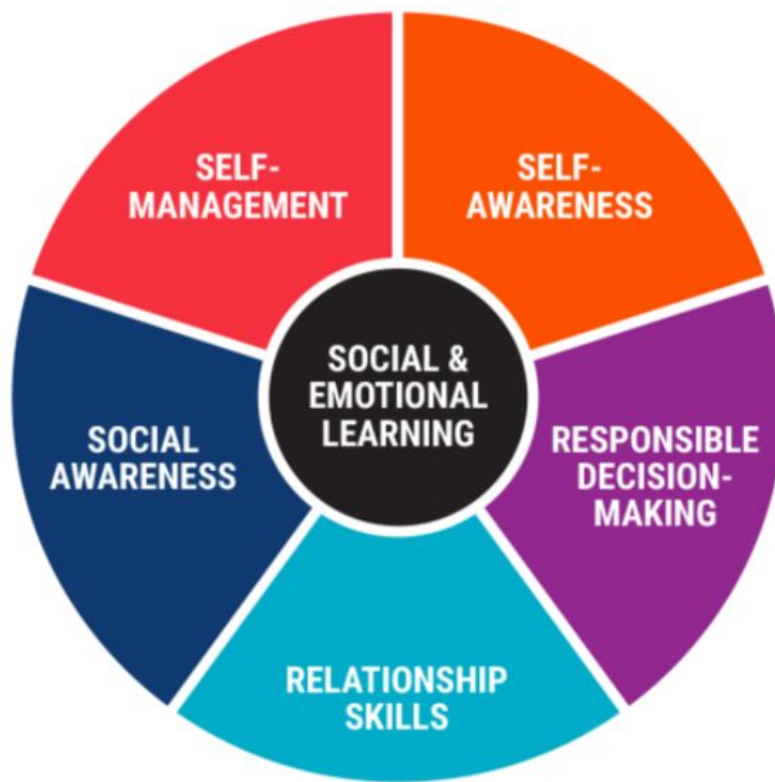 SELF-
MANAGEMENT
SELF-
AWARENESS
SOCIAL &
EMOTIONAL
LEARNING
SOCIAL
AWARENESS
RESPONSIBLE
DECISION-
MAKING
RELATIONSHIP
SKILLS